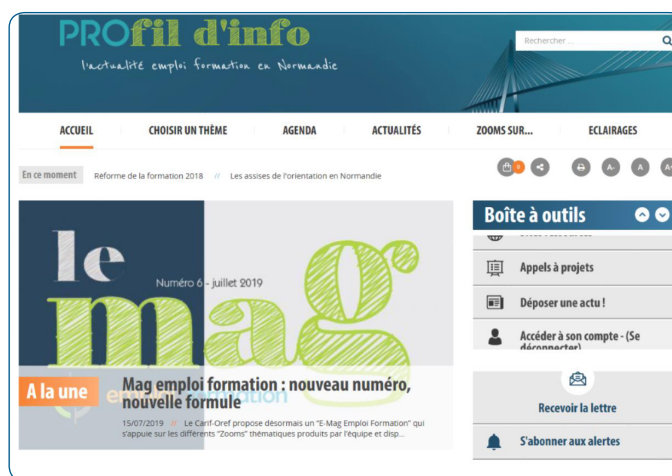 PROfil d'info
l'actualité emploi formation en Normandie
Rechercher ...
ACCUEIL CHOISIR UN THÈME AGENDA ACTUALITÉS ZOOMS SUR... ECLAIRAGES
En ce moment Réforme de la formation 2018 // Les assises de l'orientation en Normandie
A- A A+
le mag
Numéro 6 - juillet 2019
A la une
Mag emploi formation : nouveau numéro,
nouvelle formule
15/07/2019 // Le Carif-Oref propose désormais un "E-Mag Emploi Formation" qui
s'appuie sur les différents "Zooms" thématiques produits par l'équipe et disp...
Boîte à outils
Appels à projets
Déposer une actu !
Accéder à son compte - (Se
déconnecter)
Recevoir la lettre
S'abonner aux alertes